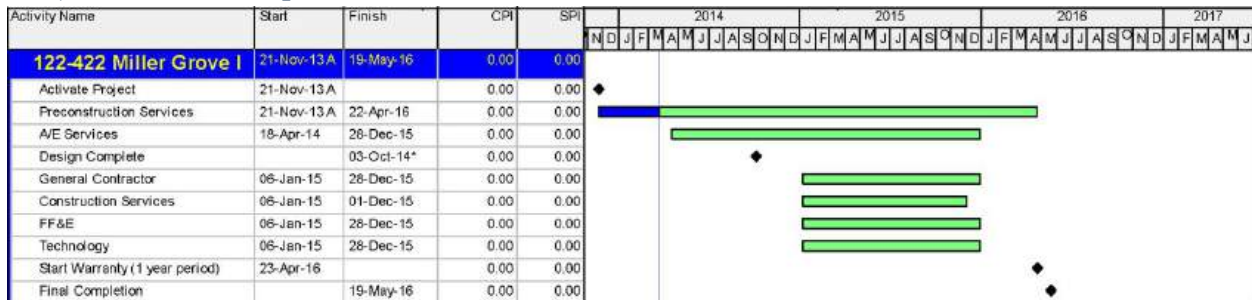 Activity Name Start Finish CPI SPI 2014 2015 2016 2017
N D J F M A M J J A S O N D J F M A M J J A S O N D J F M A M J J A S O N D J F M A M J
122-422 Miller Grove I 21-Nov-13 A 19-May-16 0.00 0.00
Activate Project 21-Nov-13 A 0.00 0.00
Preconstruction Services 21-Nov-13 A 22-Apr-16 0.00 0.00
A/E Services 18-Apr-14 28-Dec-15 0.00 0.00
Design Complete 03-Oct-14* 0.00 0.00
General Contractor 06-Jan-15 28-Dec-15 0.00 0.00
Construction Services 06-Jan-15 01-Dec-15 0.00 0.00
FF&E 06-Jan-15 28-Dec-15 0.00 0.00
Technology 06-Jan-15 28-Dec-15 0.00 0.00
Start Warranty (1 year period) 23-Apr-16 0.00 0.00
Final Completion 19-May-16 0.00 0.00